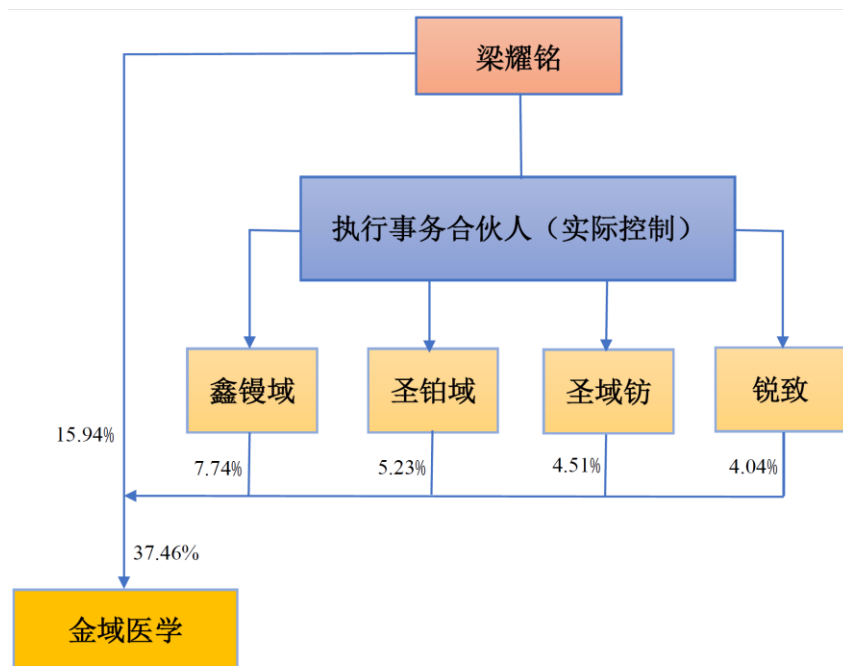 梁耀铭
执行事务合伙人（实际控制）
鑫镘域
圣铂域
圣域钫
锐致
15.94%
7.74%
5.23%
4.51%
4.04%
37.46%
金域医学